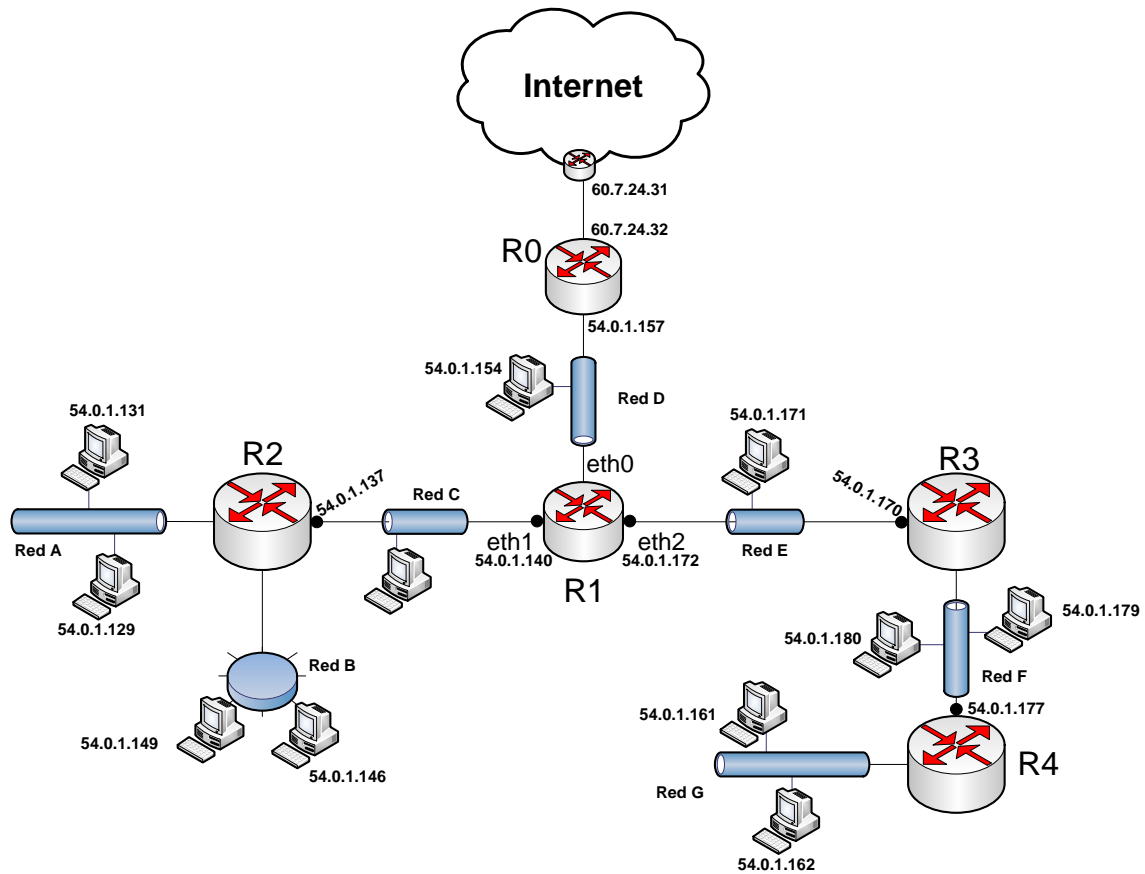 Internet
60.7.24.31
60.7.24.32
R0
54.0.1.157
54.0.1.154
Red D
54.0.1.131
54.0.1.171
R2
eth0
R3
54.0.1.137
Red C
54.0.1.170
Red A
eth1
eth2
Red E
54.0.1.140
54.0.1.172
R1
54.0.1.129
54.0.1.179
54.0.1.180
Red B
Red F
54.0.1.161
54.0.1.177
54.0.1.149
54.0.1.146
R4
Red G
54.0.1.162